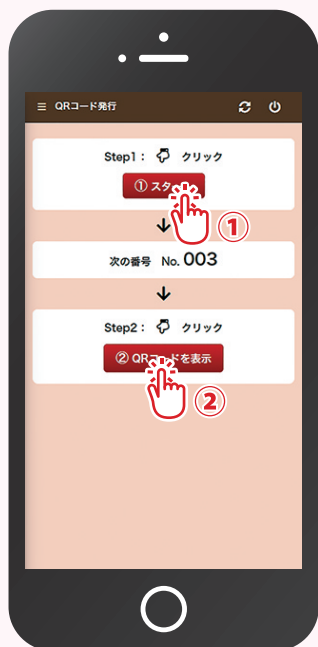 QRコード発行
Step1： クリック
① スタ
①
次の番号 No. 003
Step2： クリック
② QRコードを表示
②